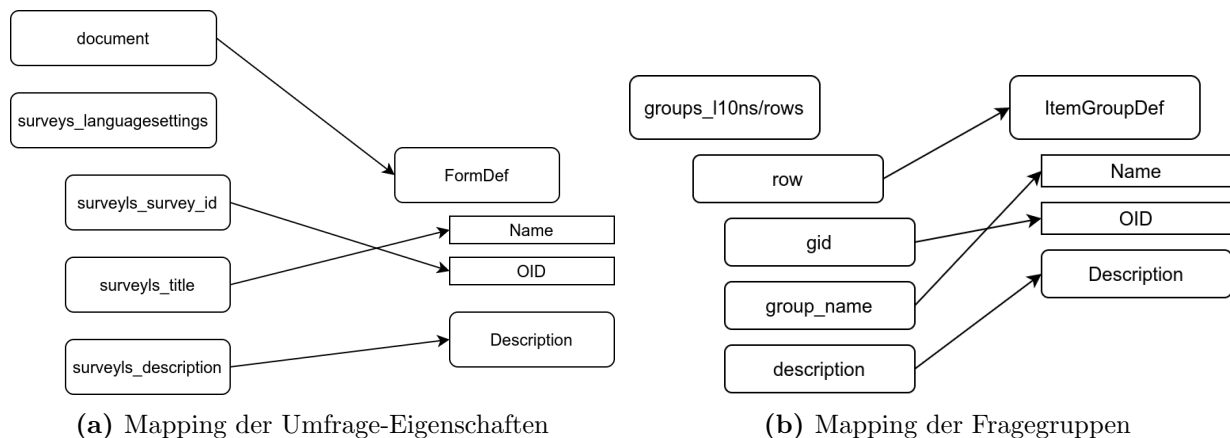 document
surveys_languagesettings
surveyls_survey_id
surveyls_title
surveyls_description
FormDef
Name
OID
Description
(a) Mapping der Umfrage-Eigenschaften
groups_l10ns/rows
row
gid
group_name
description
ItemGroupDef
Name
OID
Description
(b) Mapping der Fragegruppen